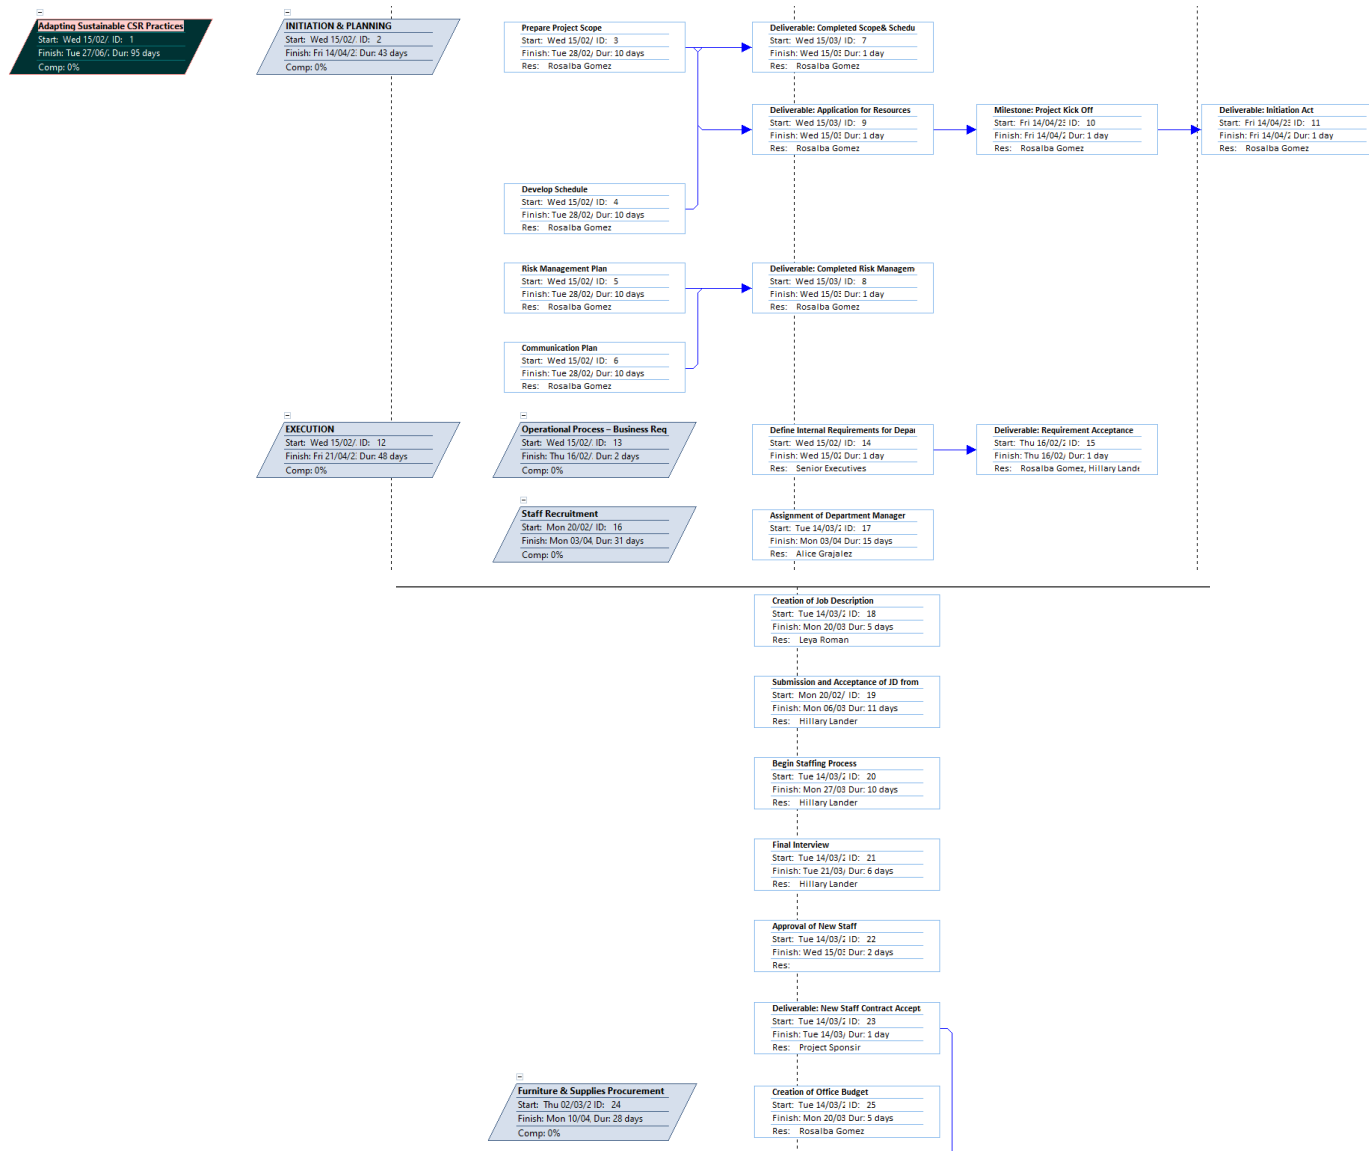 Adapting Sustainable CSR Practices
Start: Wed 15/02/ ID: 1
Finish: Tue 27/06/ Dur: 95 days
Comp: 0%
INITIATION & PLANNING
Start: Wed 15/02/ ID: 2
Finish: Fri 14/04/2 Dur: 43 days
Comp: 0%
Prepare Project Scope
Start: Wed 15/02/ ID: 3
Finish: Tue 28/02/ Dur: 10 days
Res: Rosalba Gomez
Deliverable: Completed Scope& Schedu
Start: Wed 15/03/ ID: 7
Finish: Wed 15/03 Dur: 1 day
Res: Rosalba Gomez
Deliverable: Application for Resources
Start: Wed 15/03/ ID: 9
Finish: Wed 15/03 Dur: 1 day
Res: Rosalba Gomez
Milestone: Project Kick Off
Start: Fri 14/04/23 ID: 10
Finish: Fri 14/04/2 Dur: 1 day
Res: Rosalba Gomez
Deliverable: Initiation Act
Start: Fri 14/04/23 ID: 11
Finish: Fri 14/04/2 Dur: 1 day
Res: Rosalba Gomez
Develop Schedule
Start: Wed 15/02/ ID: 4
Finish: Tue 28/02/ Dur: 10 days
Res: Rosalba Gomez
Risk Management Plan
Start: Wed 15/02/ ID: 5
Finish: Tue 28/02/ Dur: 10 days
Res: Rosalba Gomez
Deliverable: Completed Risk Managem
Start: Wed 15/03/ ID: 8
Finish: Wed 15/03 Dur: 1 day
Res: Rosalba Gomez
Communication Plan
Start: Wed 15/02/ ID: 6
Finish: Tue 28/02/ Dur: 10 days
Res: Rosalba Gomez
EXECUTION
Start: Wed 15/02/ ID: 12
Finish: Fri 21/04/2 Dur: 48 days
Comp: 0%
Operational Process – Business Req
Start: Wed 15/02/ ID: 13
Finish: Thu 16/02/ Dur: 2 days
Comp: 0%
Define Internal Requirements for Depar
Start: Wed 15/02/ ID: 14
Finish: Wed 15/02 Dur: 1 day
Res: Senior Executives
Deliverable: Requirement Acceptance
Start: Thu 16/02/2 ID: 15
Finish: Thu 16/02/ Dur: 1 day
Res: Rosalba Gomez, Hillary Lande
Staff Recruitment
Start: Mon 20/02/ ID: 16
Finish: Mon 03/04, Dur: 31 days
Comp: 0%
Assignment of Department Manager
Start: Tue 14/03/2 ID: 17
Finish: Mon 03/04 Dur: 15 days
Res: Alice Grajalez
Creation of Job Description
Start: Tue 14/03/2 ID: 18
Finish: Mon 20/03 Dur: 5 days
Res: Leya Roman
Submission and Acceptance of JD from
Start: Mon 20/02/ ID: 19
Finish: Mon 06/03 Dur: 11 days
Res: Hillary Lander
Begin Staffing Process
Start: Tue 14/03/2 ID: 20
Finish: Mon 27/03 Dur: 10 days
Res: Hillary Lander
Final Interview
Start: Tue 14/03/2 ID: 21
Finish: Tue 21/03/ Dur: 6 days
Res: Hillary Lander
Approval of New Staff
Start: Tue 14/03/2 ID: 22
Finish: Wed 15/03 Dur: 2 days
Res:
Deliverable: New Staff Contract Accept
Start: Tue 14/03/2 ID: 23
Finish: Tue 14/03/ Dur: 1 day
Res: Project Sponsir
Furniture & Supplies Procurement
Start: Thu 02/03/2 ID: 24
Finish: Mon 10/04, Dur: 28 days
Comp: 0%
Creation of Office Budget
Start: Tue 14/03/2 ID: 25
Finish: Mon 20/03 Dur: 5 days
Res: Rosalba Gomez